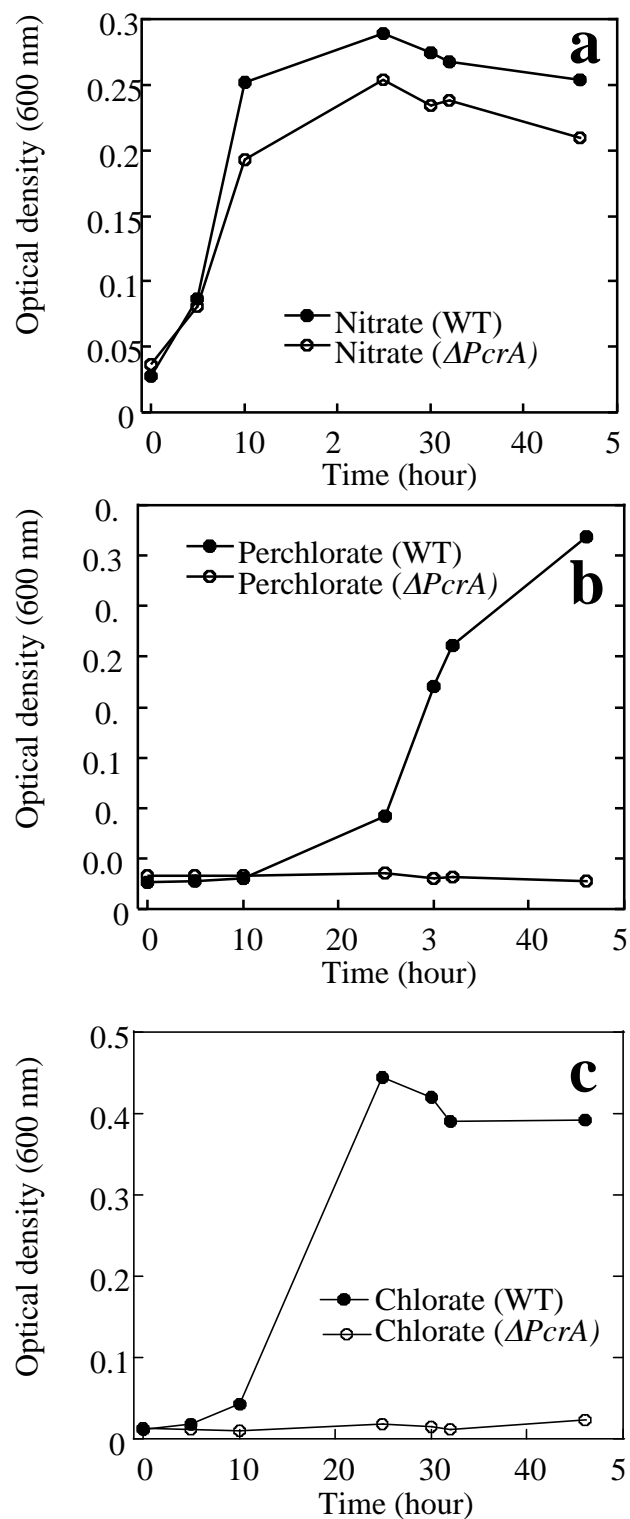 a
Optical density (600 nm)
0.3
0.25
0.2
0.15
0.1
0.05
0
Nitrate (WT)
Nitrate (ΔPcrA)
0 10 2 30 40 5
Time (hour)
b
Optical density (600 nm)
0.
0.3
0.
0.2
0.
0.1
0.
0.0
0
Perchlorate (WT)
Perchlorate (ΔPcrA)
0 10 20 3 40 5
Time (hour)
c
Optical density (600 nm)
0.5
0.4
0.3
0.2
0.1
0
Chlorate (WT)
Chlorate (ΔPcrA)
0 10 20 30 40 5
Time (hour)